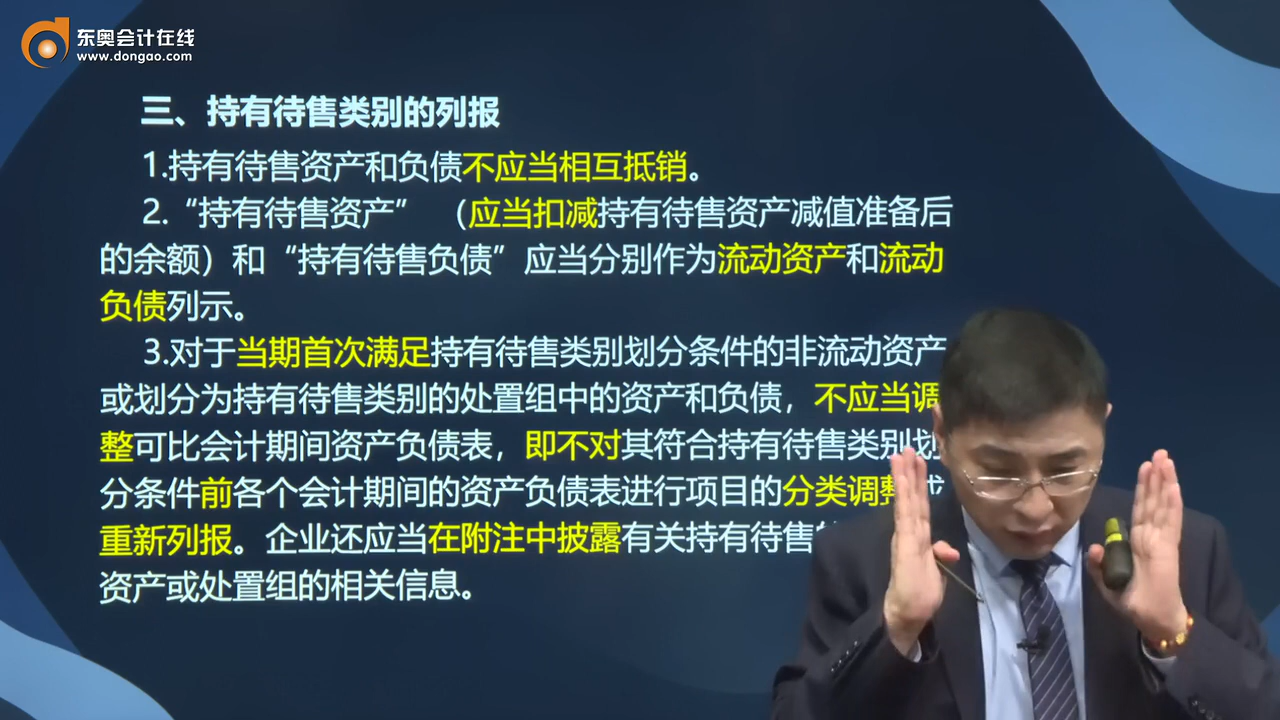 东奥会计在线
www.dongao.com
三、持有待售类别的列报
1.持有待售资产和负债不应当相互抵销。
2.“持有待售资产”（应当扣减持有待售资产减值准备后
的余额）和“持有待售负债”应当分别作为流动资产和流动
负债列示。
3.对于当期首次满足持有待售类别划分条件的非流动资产
或划分为持有待售类别的处置组中的资产和负债，不应当调
整可比会计期间资产负债表，即不对其符合持有待售类别划
分条件前各个会计期间的资产负债表进行项目的分类调整
重新列报。企业还应当在附注中披露有关持有待售
资产或处置组的相关信息。